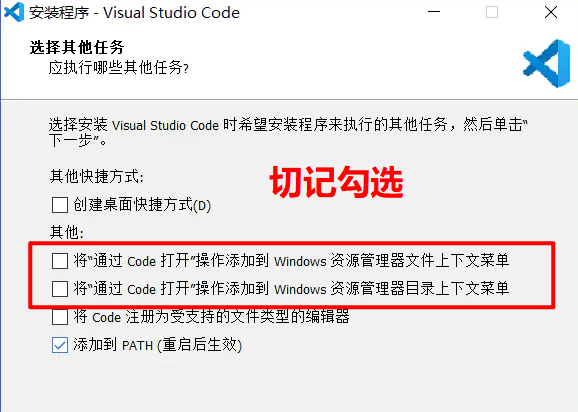 安装程序 - Visual Studio Code
选择其他任务
应执行哪些其他任务?
选择安装 Visual Studio Code 时希望安装程序来执行的其他任务，然后单击“
下一步”。
其他快捷方式:
切记勾选
创建桌面快捷方式(D)
其他:
将“通过 Code 打开”操作添加到 Windows 资源管理器文件上下文菜单
将“通过 Code 打开”操作添加到 Windows 资源管理器目录上下文菜单
将 Code 注册为受支持的文件类型的编辑器
添加到 PATH (重启后生效)